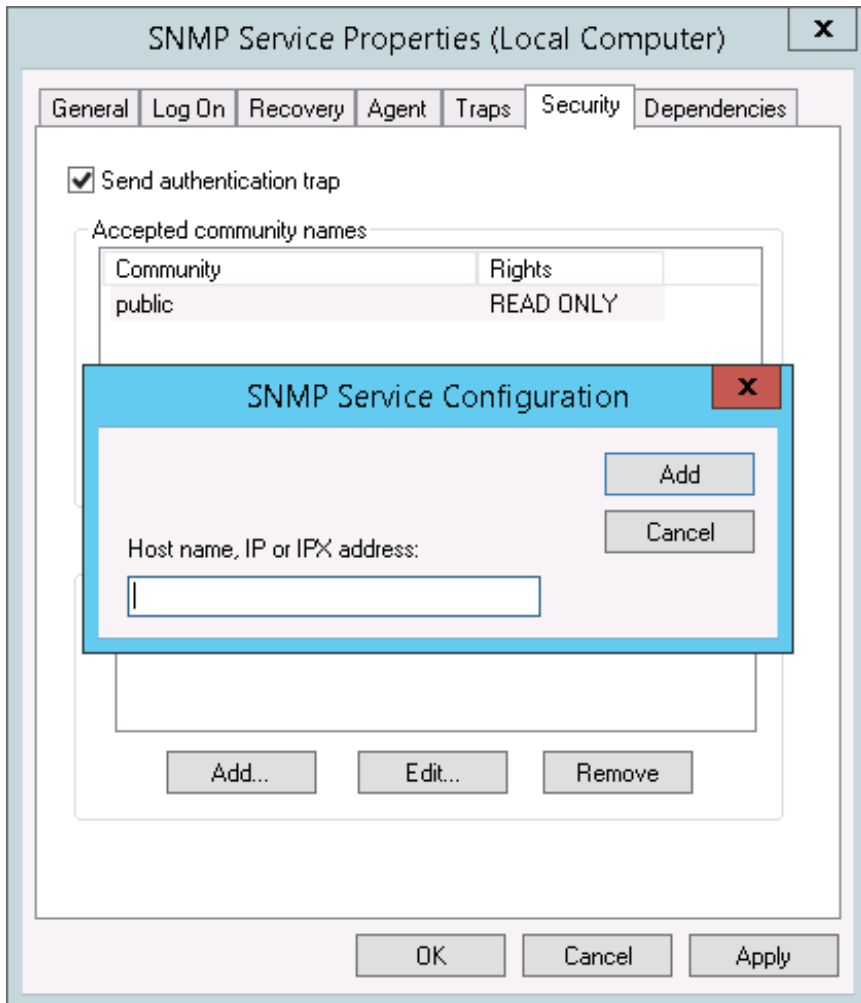 SNMP Service Properties (Local Computer) x
General Log On Recovery Agent Traps Security Dependencies
Send authentication trap
Accepted community names
Community Rights
public READ ONLY
SNMP Service Configuration x
Add
Cancel
Host name, IP or IPX address:
Add... Edit... Remove
OK Cancel Apply